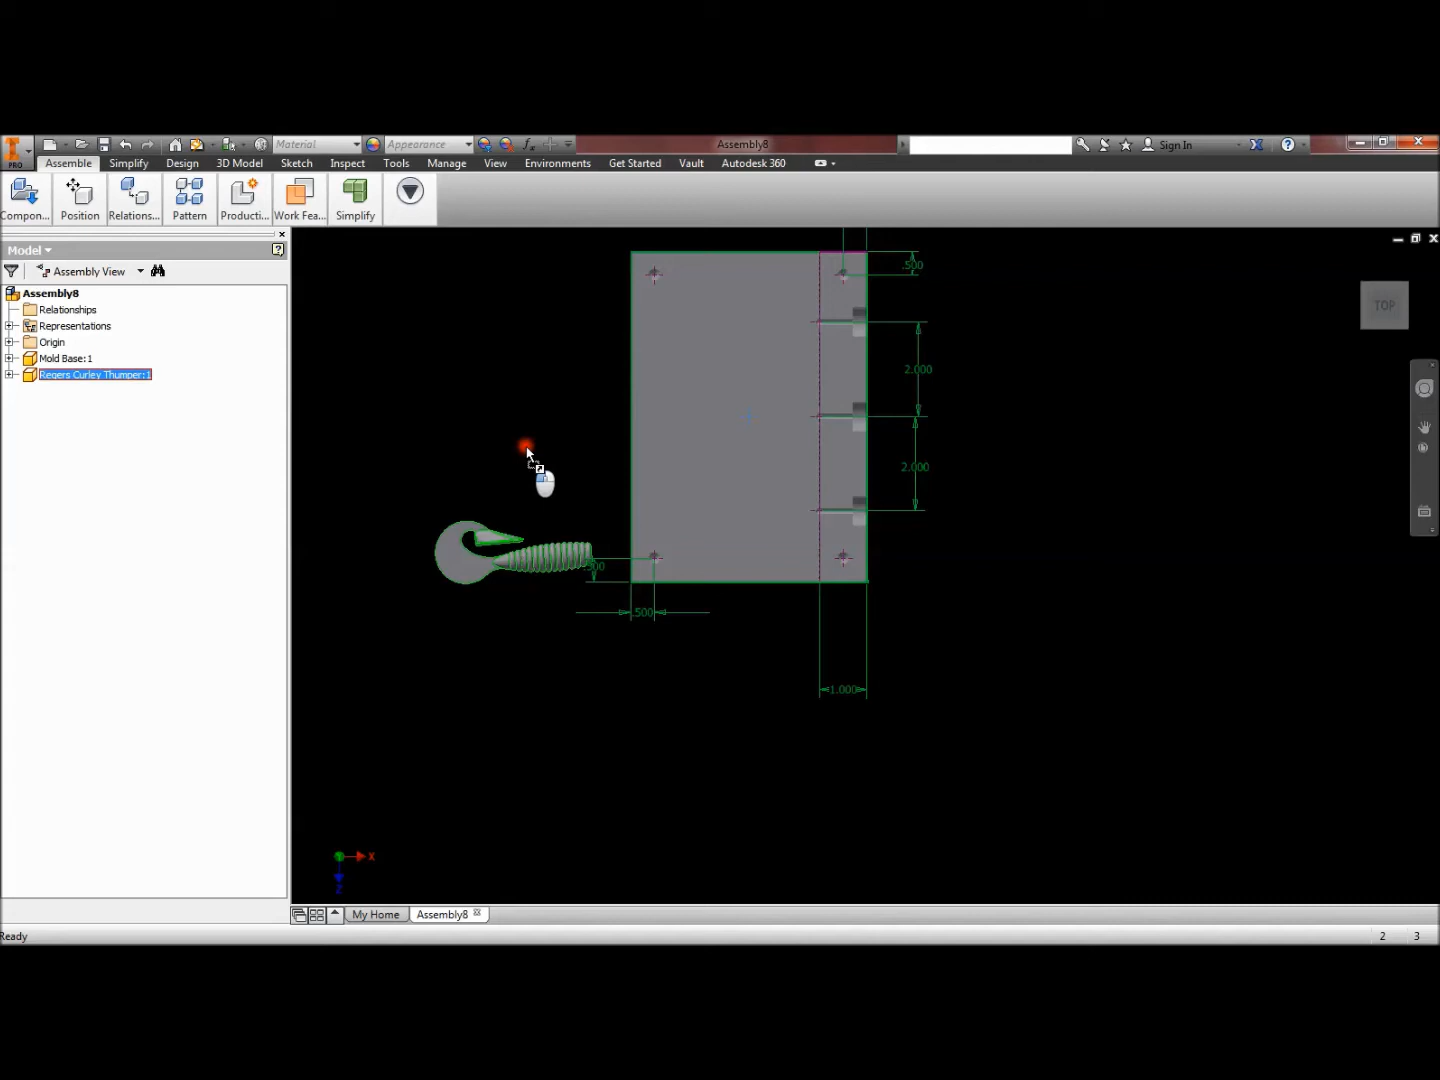 Material
Appearance
Assembly8
Sign In
PRO
Assemble
Simplify
Design
3D Model
Sketch
Inspect
Tools
Manage
View
Environments
Get Started
Vault
Autodesk 360
Compon...
Position
Relations...
Pattern
Producti...
Work Fea...
Simplify
Model
Assembly View
Assembly8
Relationships
Representations
Origin
Mold Base:1
Regers Curley Thumper:1
.500
2.000
2.000
.500
.500
1.000
TOP
X
Z
My Home
Assembly8
Ready
2
3